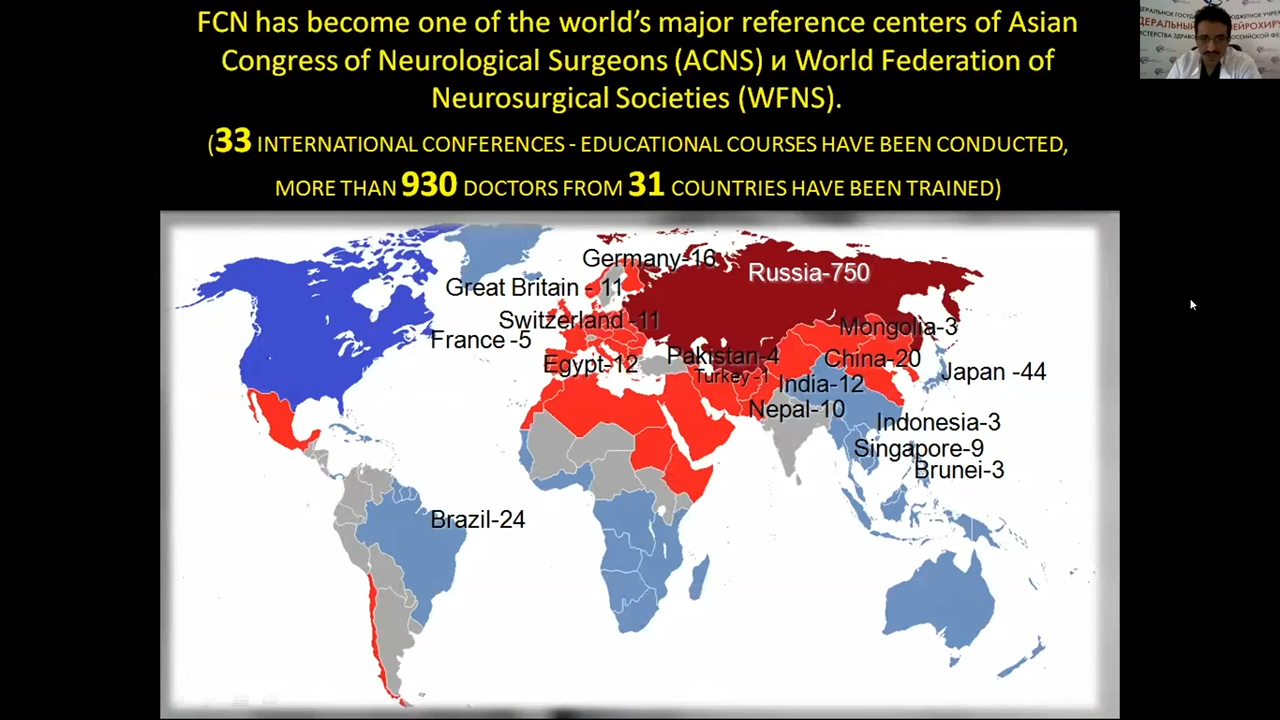 FCN has become one of the world's major reference centers of Asian
Congress of Neurological Surgeons (ACNS) и World Federation of
Neurosurgical Societies (WFNS).
(33 INTERNATIONAL CONFERENCES - EDUCATIONAL COURSES HAVE BEEN CONDUCTED,
MORE THAN 930 DOCTORS FROM 31 COUNTRIES HAVE BEEN TRAINED)
Germany-16
Russia-750
Great Britain - 11
Switzerland -11
Mongolia-3
France -5
Egypt-12
Pakistan-4
China-20
Turkey -1
Japan -44
India-12
Nepal-10
Indonesia-3
Singapore-9
Brunei-3
Brazil-24